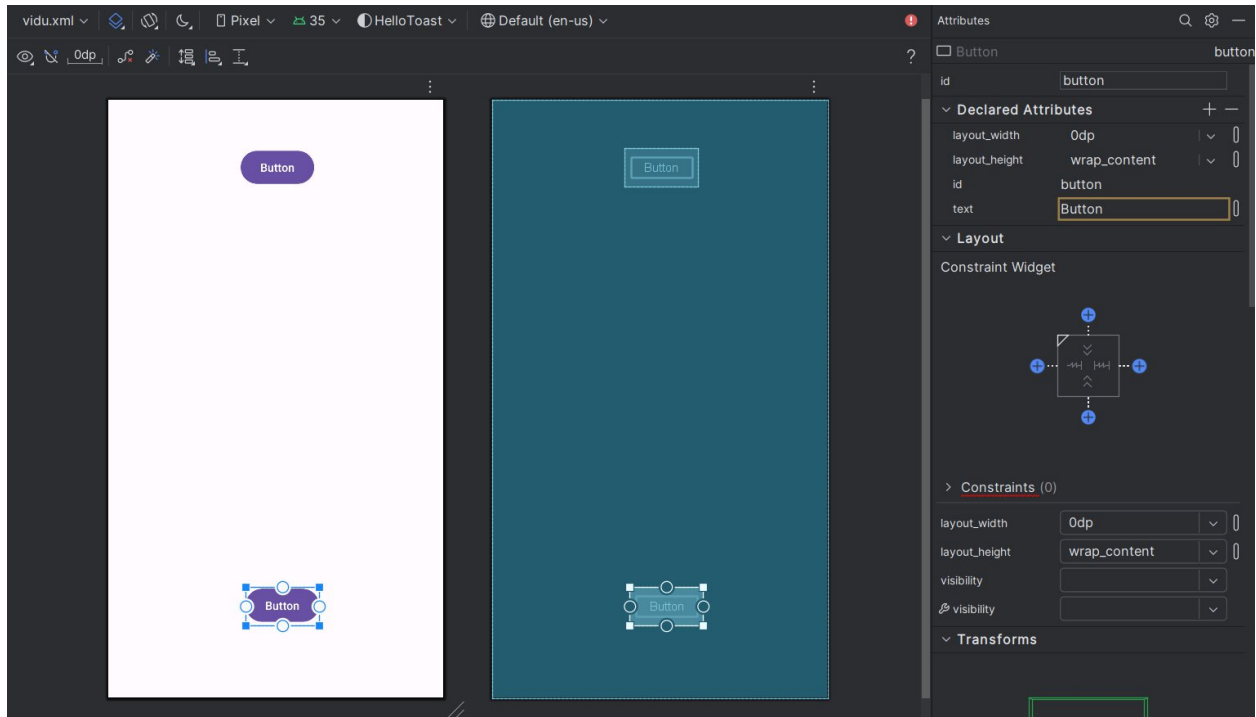 vidu.xml Pixel 35 HelloToast Default (en-us)
0dp
?
Button
Button
Button
Button
Attributes
Button button
id button
Declared Attributes
layout_width 0dp
layout_height wrap_content
id button
text Button
Layout
Constraint Widget
Constraints (0)
layout_width 0dp
layout_height wrap_content
visibility
visibility
Transforms